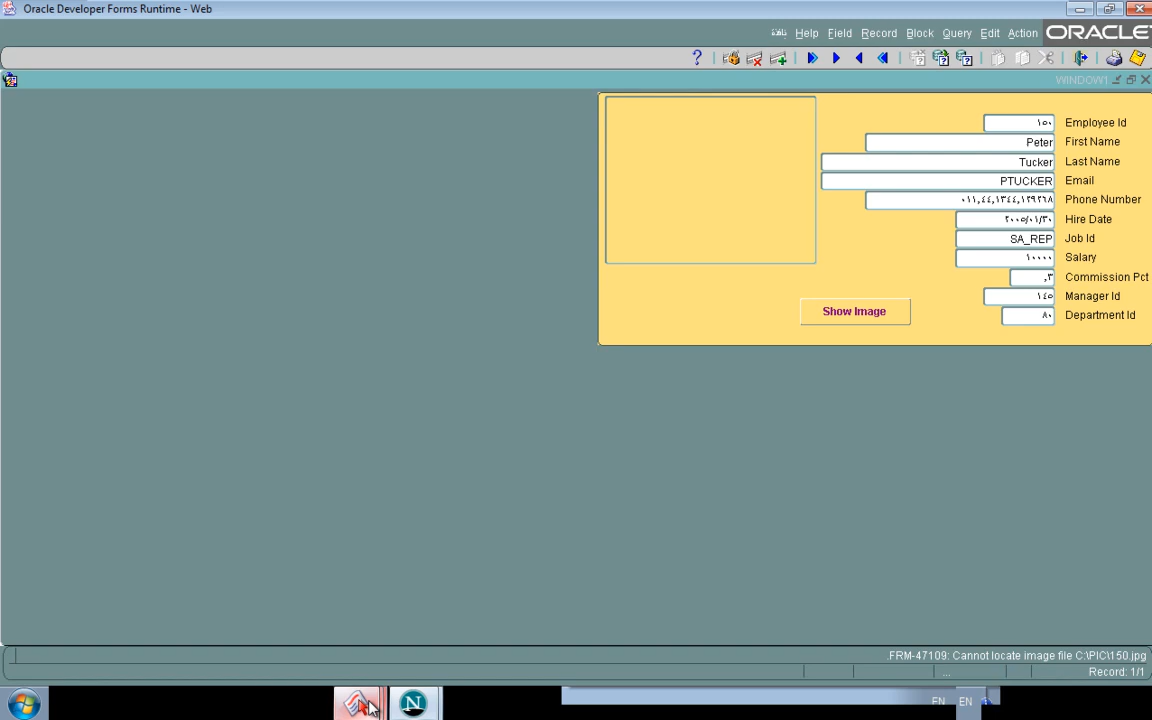 Oracle Developer Forms Runtime - Web
نافذة Help Field Record Block Query Edit Action ORACLE
?
WINDOW1
١٥٠ Employee Id
Peter First Name
Tucker Last Name
PTUCKER Email
٠١١,٤٤,١٣٤٤,١٢٩٢٦٨ Phone Number
٢٠٠٥/٠١/٣٠ Hire Date
SA_REP Job Id
١٠٠٠٠ Salary
,٣ Commission Pct
١٤٥ Manager Id
٨٠ Department Id
Show Image
.FRM-47109: Cannot locate image file C:\PIC\150.jpg
...
Record: 1/1
N
EN EN